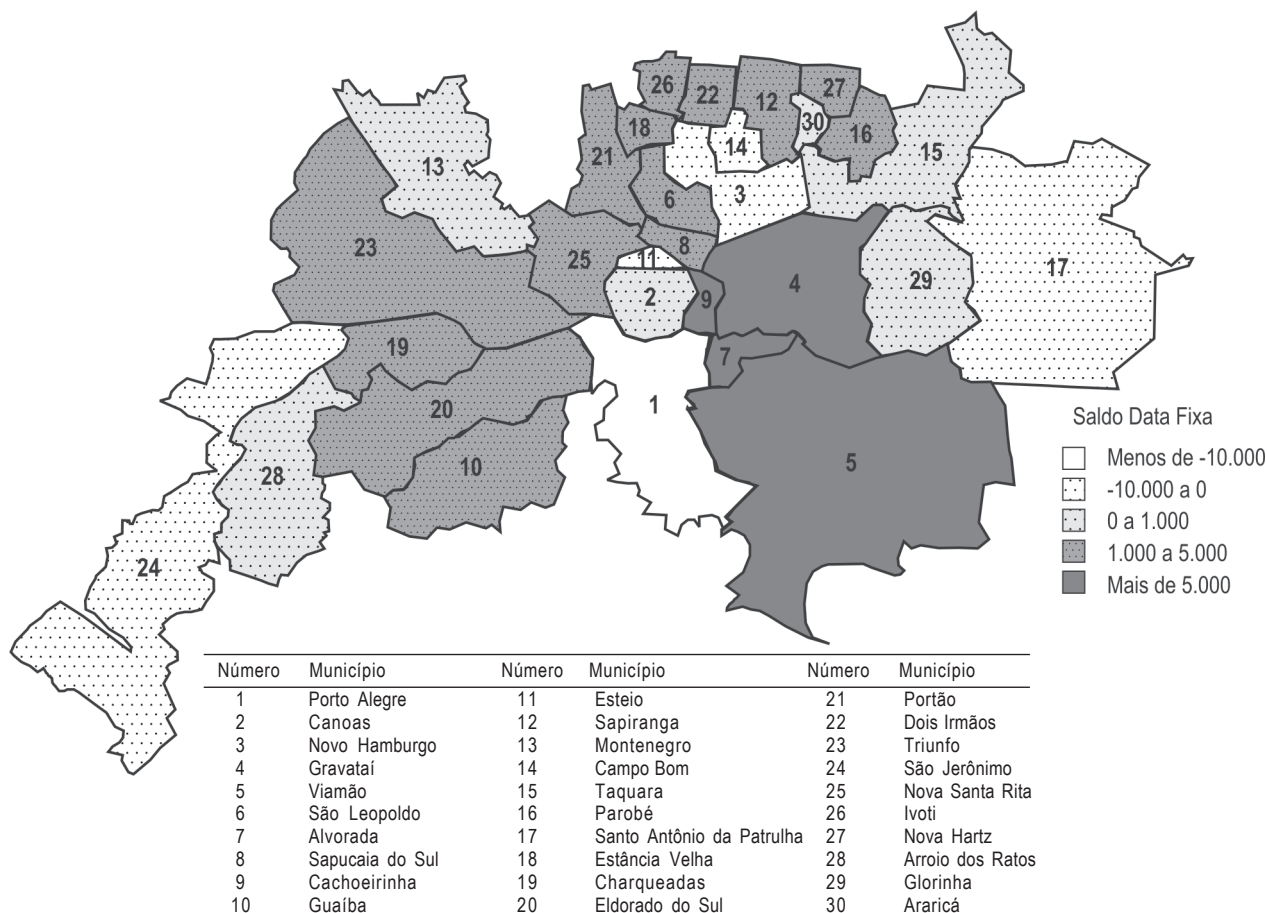 26
22
12
27
30
16
18
14
15
13
21
3
6
23
8
25
11
17
2
9
4
29
19
7
1
20
5
10
28
24
Saldo Data Fixa
Menos de -10.000
-10.000 a 0
0 a 1.000
1.000 a 5.000
Mais de 5.000
Número Município Número Município Número Município
1 Porto Alegre 11 Esteio 21 Portão
2 Canoas 12 Sapiranga 22 Dois Irmãos
3 Novo Hamburgo 13 Montenegro 23 Triunfo
4 Gravataí 14 Campo Bom 24 São Jerônimo
5 Viamão 15 Taquara 25 Nova Santa Rita
6 São Leopoldo 16 Parobé 26 Ivoti
7 Alvorada 17 Santo Antônio da Patrulha 27 Nova Hartz
8 Sapucaia do Sul 18 Estância Velha 28 Arroio dos Ratos
9 Cachoeirinha 19 Charqueadas 29 Glorinha
10 Guaíba 20 Eldorado do Sul 30 Araricá